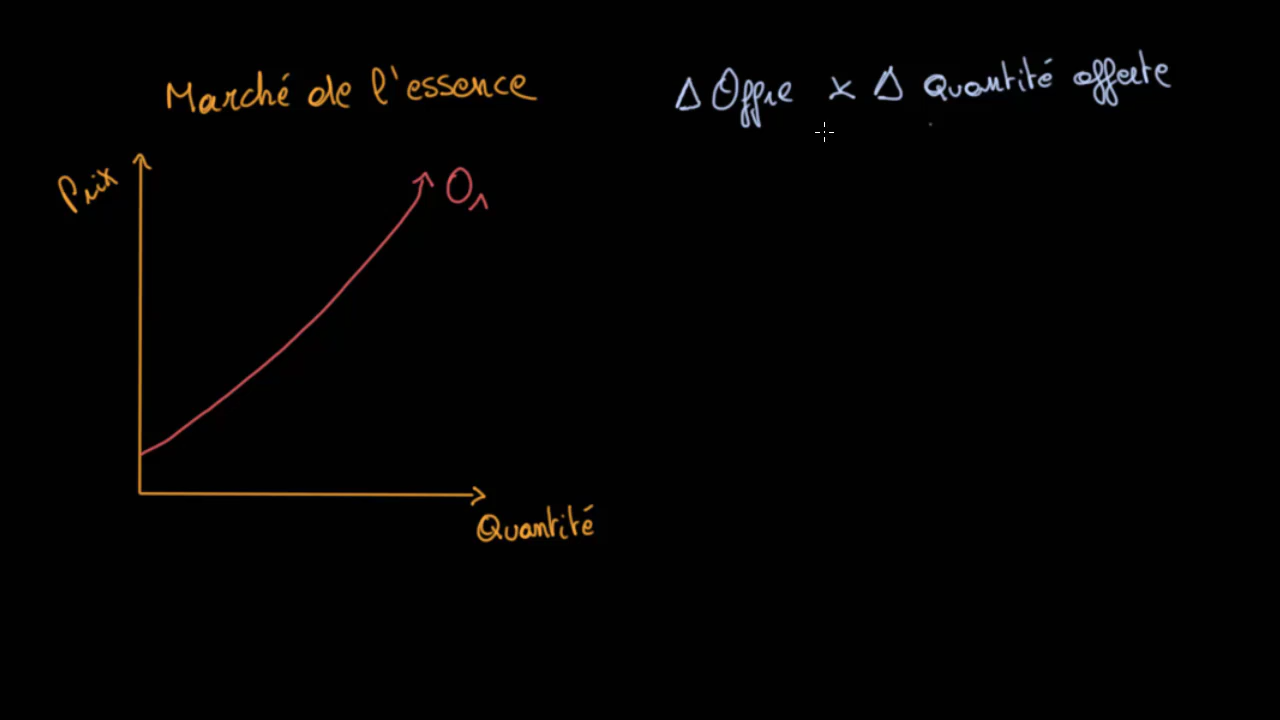 Marché de l'essence
Δ Offre x Δ Quantité offerte
Prix
O1
Quantité